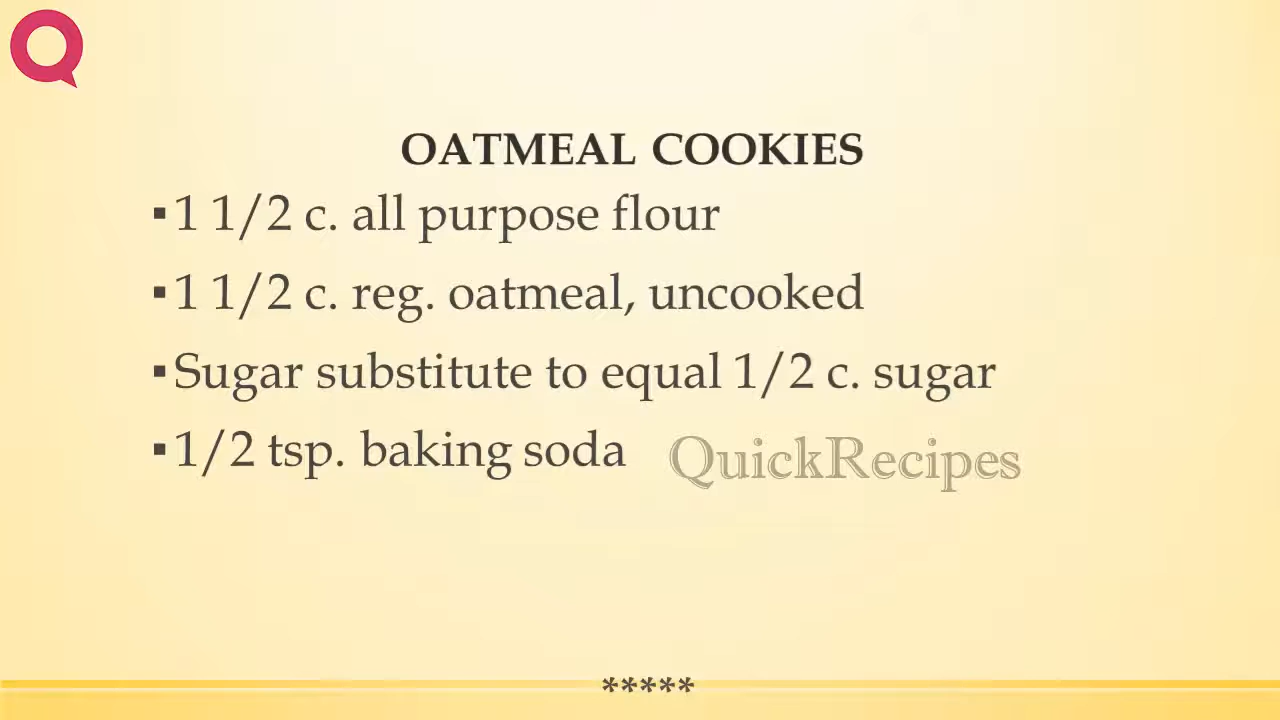 OATMEAL COOKIES
▪1 1/2 c. all purpose flour
▪1 1/2 c. reg. oatmeal, uncooked
▪Sugar substitute to equal 1/2 c. sugar
▪1/2 tsp. baking soda
QuickRecipes
*****